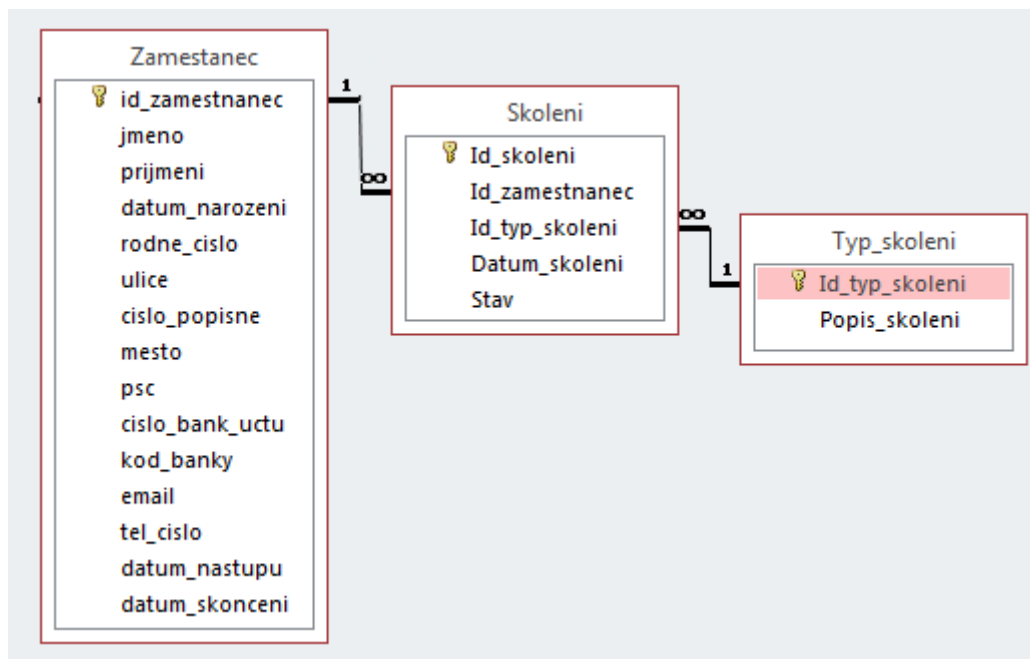 Zamestanec
id_zamestnanec
jmeno
prijmeni
datum_narozeni
rodne_cislo
ulice
cislo_popisne
mesto
psc
cislo_bank_uctu
kod_banky
email
tel_cislo
datum_nastupu
datum_skonceni
1
∞
Skoleni
Id_skoleni
Id_zamestnanec
Id_typ_skoleni
Datum_skoleni
Stav
∞
1
Typ_skoleni
Id_typ_skoleni
Popis_skoleni